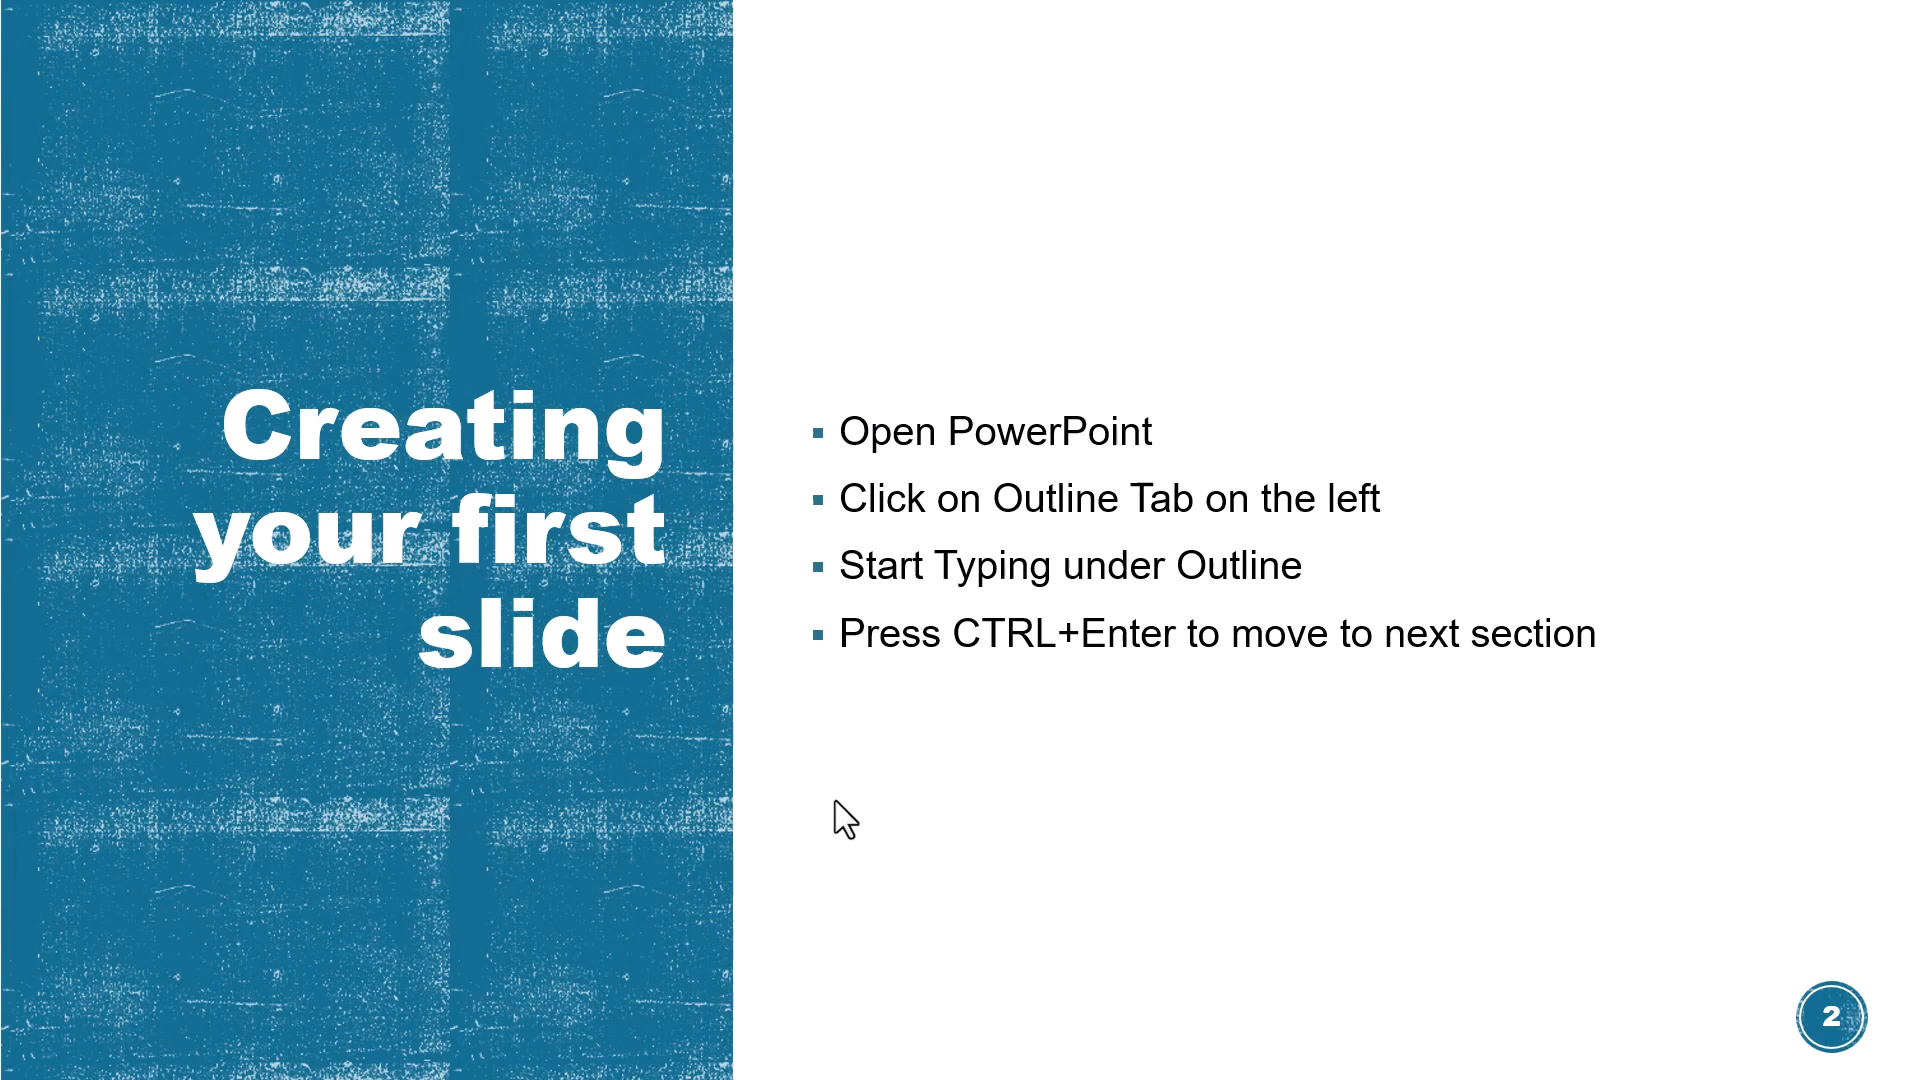 Creating
your first
slide
Open PowerPoint
Click on Outline Tab on the left
Start Typing under Outline
Press CTRL+Enter to move to next section
2